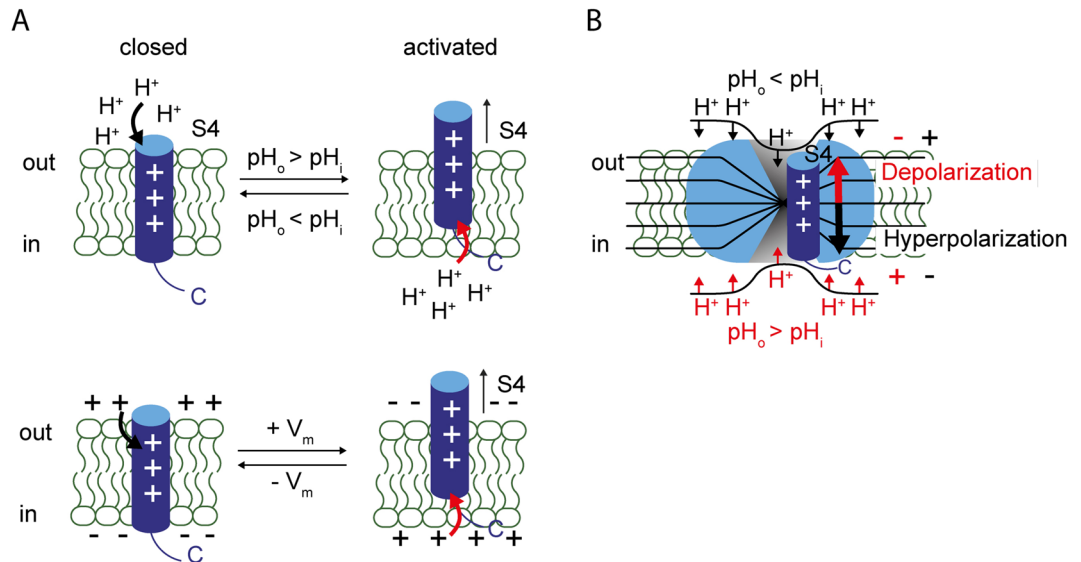 A
closed
activated
H⁺
H⁺
H⁺
H⁺
S4
S4
out
pHₒ > pHᵢ
pHₒ < pHᵢ
+ + +
+ + +
in
C
C
H⁺
H⁺
H⁺
H⁺
+ + + +
- - - -
S4
out
+ Vₘ
- Vₘ
+ + +
+ + +
in
- - - -
C
C
+ + + +
B
pHₒ < pHᵢ
H⁺ H⁺ H⁺ H⁺ H⁺
- +
out
S4
Depolarization
+ + +
in
Hyperpolarization
C
+ -
H⁺ H⁺ H⁺ H⁺ H⁺
pHₒ > pHᵢ